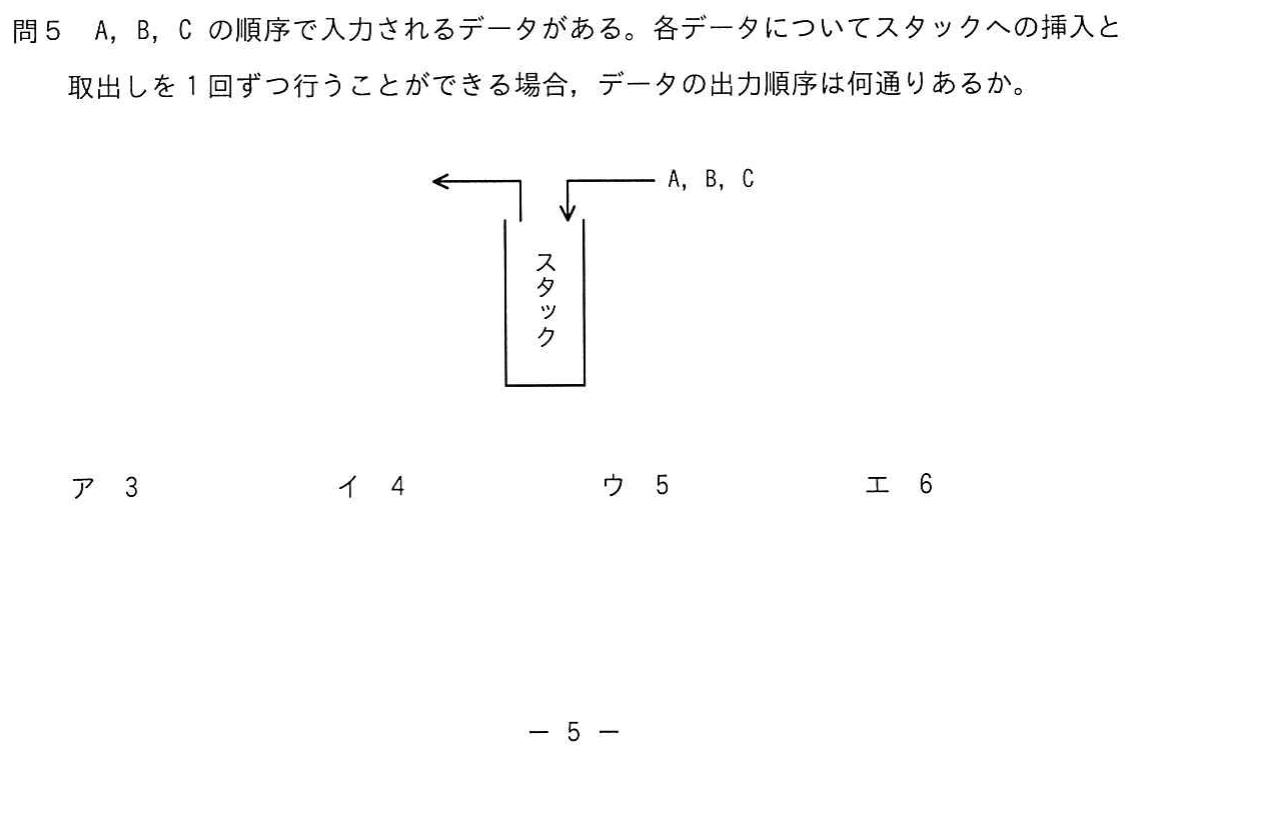 問５　A, B, C の順序で入力されるデータがある。各データについてスタックへの挿入と
取出しを１回ずつ行うことができる場合，データの出力順序は何通りあるか。
A, B, C
スタック
ア　3　イ　4　ウ　5　エ　6
－ 5 －